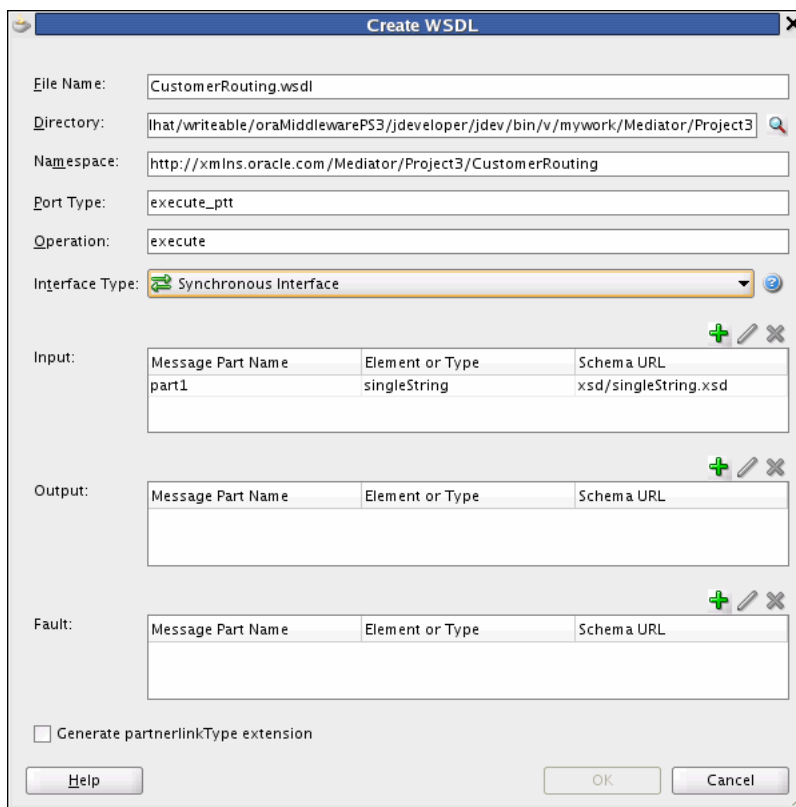 Create WSDL
File Name: CustomerRouting.wsdl
Directory: lhat/writeable/oraMiddlewarePS3/jdeveloper/jdev/bin/v/mywork/Mediator/Project3
Namespace: http://xmlns.oracle.com/Mediator/Project3/CustomerRouting
Port Type: execute_ptt
Operation: execute
Interface Type: Synchronous Interface
Input:
Message Part Name Element or Type Schema URL
part1 singleString xsd/singleString.xsd
Output:
Message Part Name Element or Type Schema URL
Fault:
Message Part Name Element or Type Schema URL
Generate partnerlinkType extension
Help OK Cancel